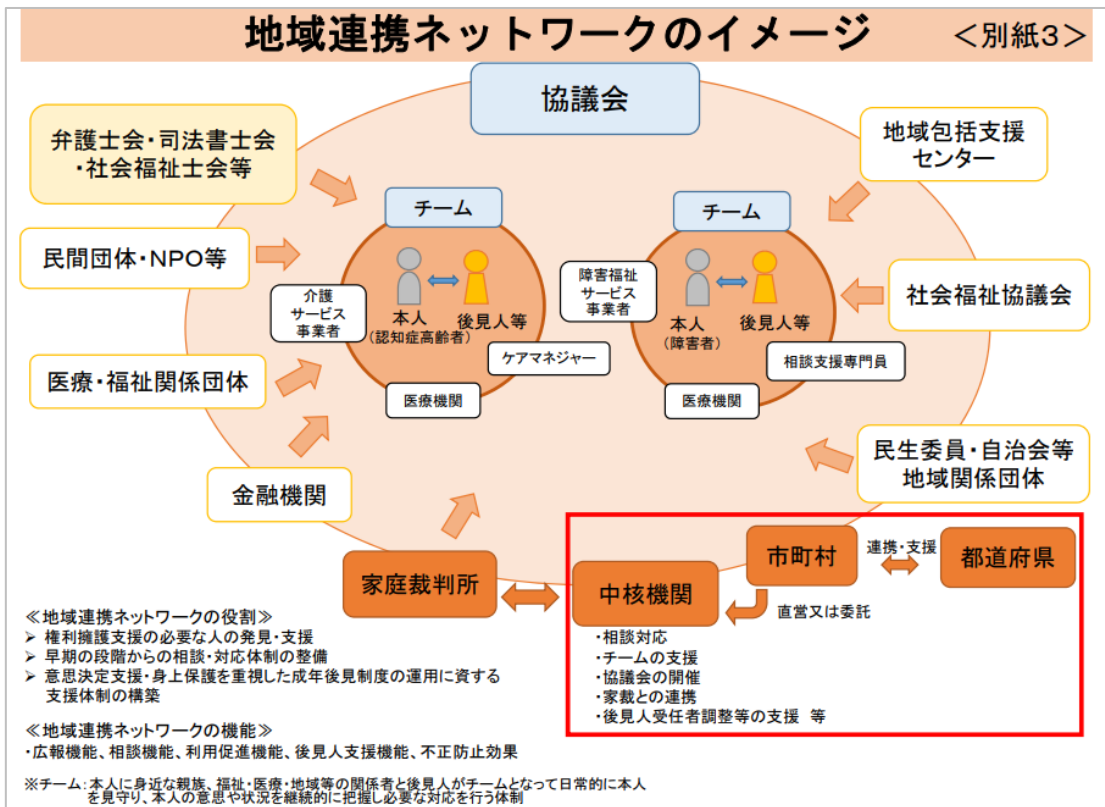 地域連携ネットワークのイメージ
<別紙3>
協議会
弁護士会・司法書士会
・社会福祉士会等
地域包括支援
センター
チーム
チーム
民間団体・NPO等
介護
サービス
事業者
本人
(認知症高齢者)
後見人等
ケアマネジャー
医療機関
障害福祉
サービス
事業者
本人
(障害者)
後見人等
相談支援専門員
医療機関
社会福祉協議会
医療・福祉関係団体
金融機関
民生委員・自治会等
地域関係団体
家庭裁判所
中核機関
市町村
連携・支援
都道府県
直営又は委託
・相談対応
・チームの支援
・協議会の開催
・家裁との連携
・後見人受任者調整等の支援 等
≪地域連携ネットワークの役割≫
➢ 権利擁護支援の必要な人の発見・支援
➢ 早期の段階からの相談・対応体制の整備
➢ 意思決定支援・身上保護を重視した成年後見制度の運用に資する
支援体制の構築
≪地域連携ネットワークの機能≫
・広報機能、相談機能、利用促進機能、後見人支援機能、不正防止効果
※チーム:本人に身近な親族、福祉・医療・地域等の関係者と後見人がチームとなって日常的に本人
を見守り、本人の意思や状況を継続的に把握し必要な対応を行う体制